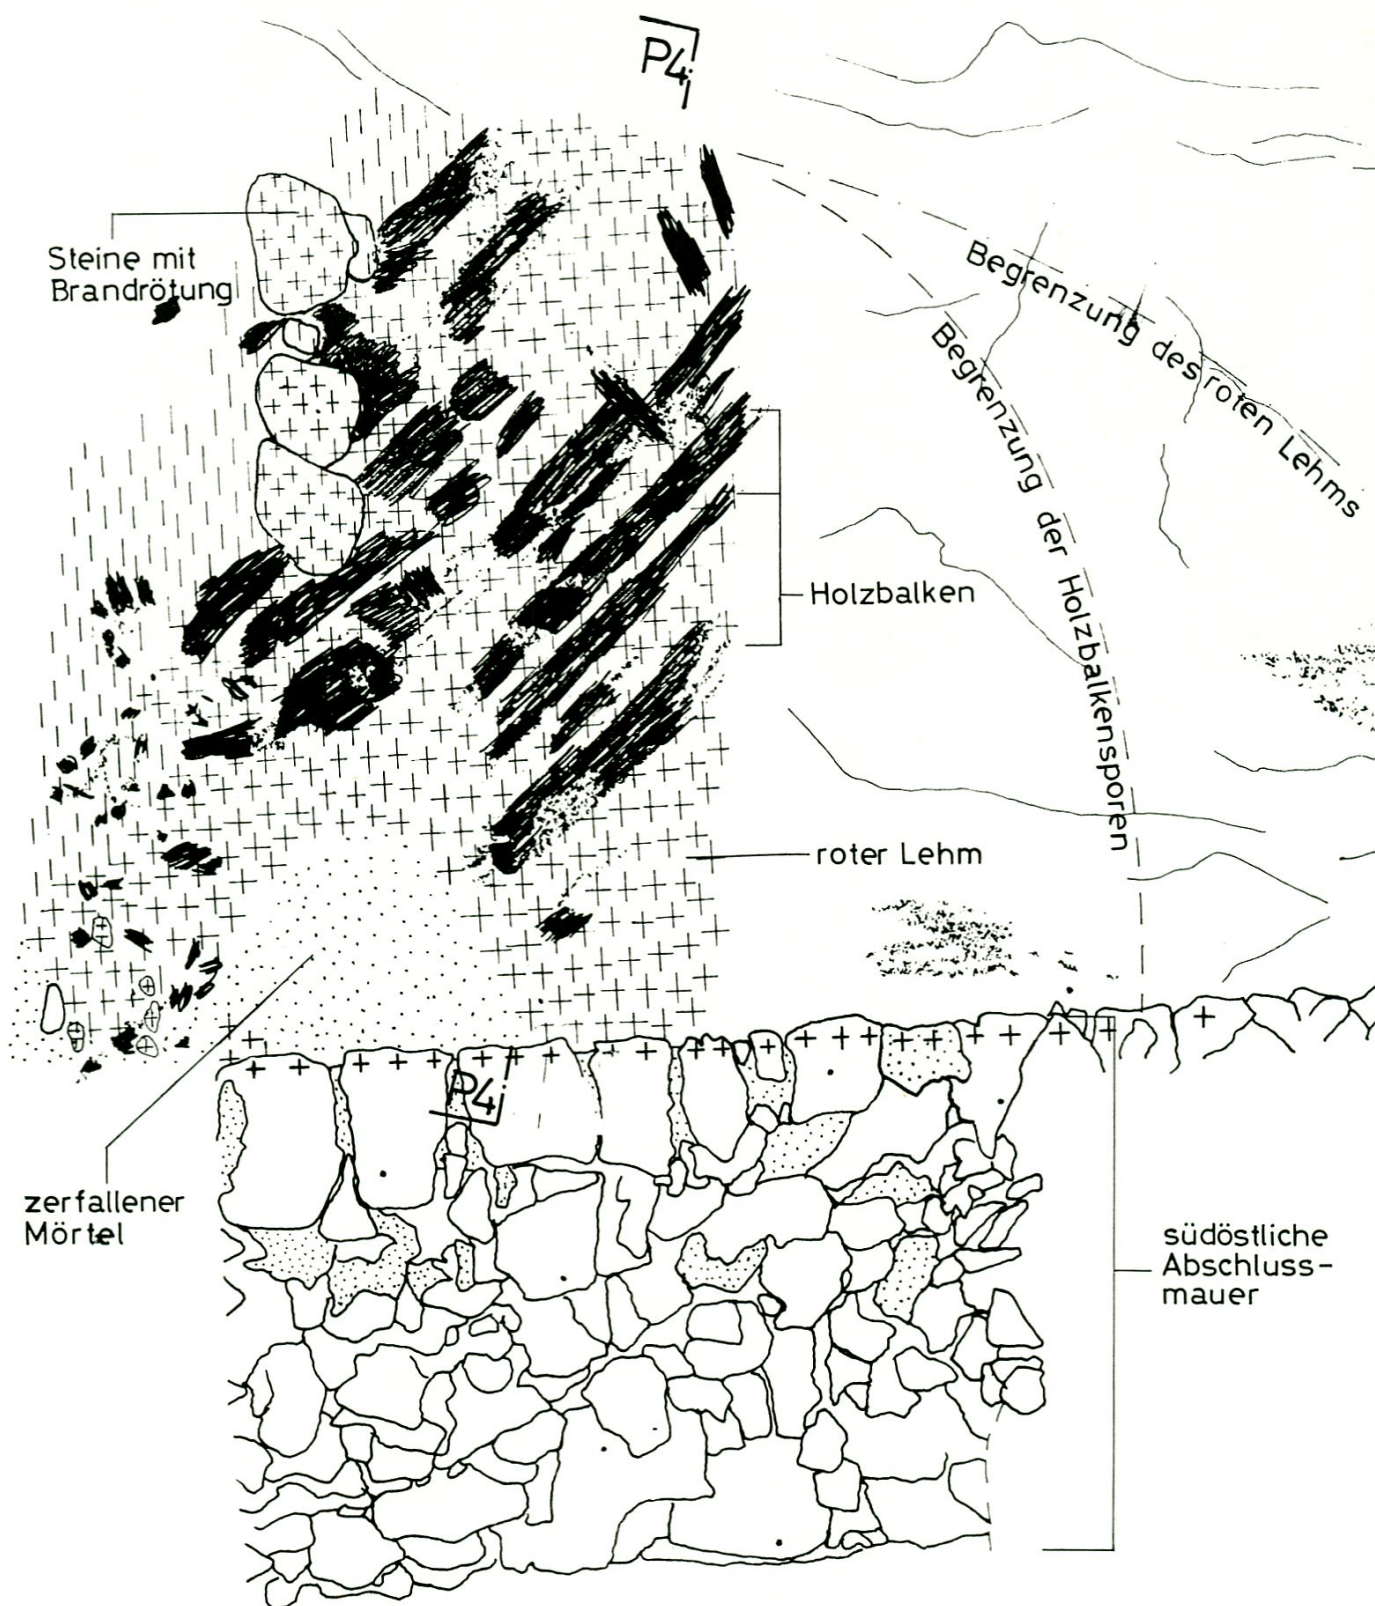 P4
Steine mit
Brandrötung
Begrenzung des roten Lehms
Begrenzung der Holzbalkensporen
Holzbalken
roter Lehm
P4
zerfallener
Mörtel
südöstliche
Abschluss-
mauer